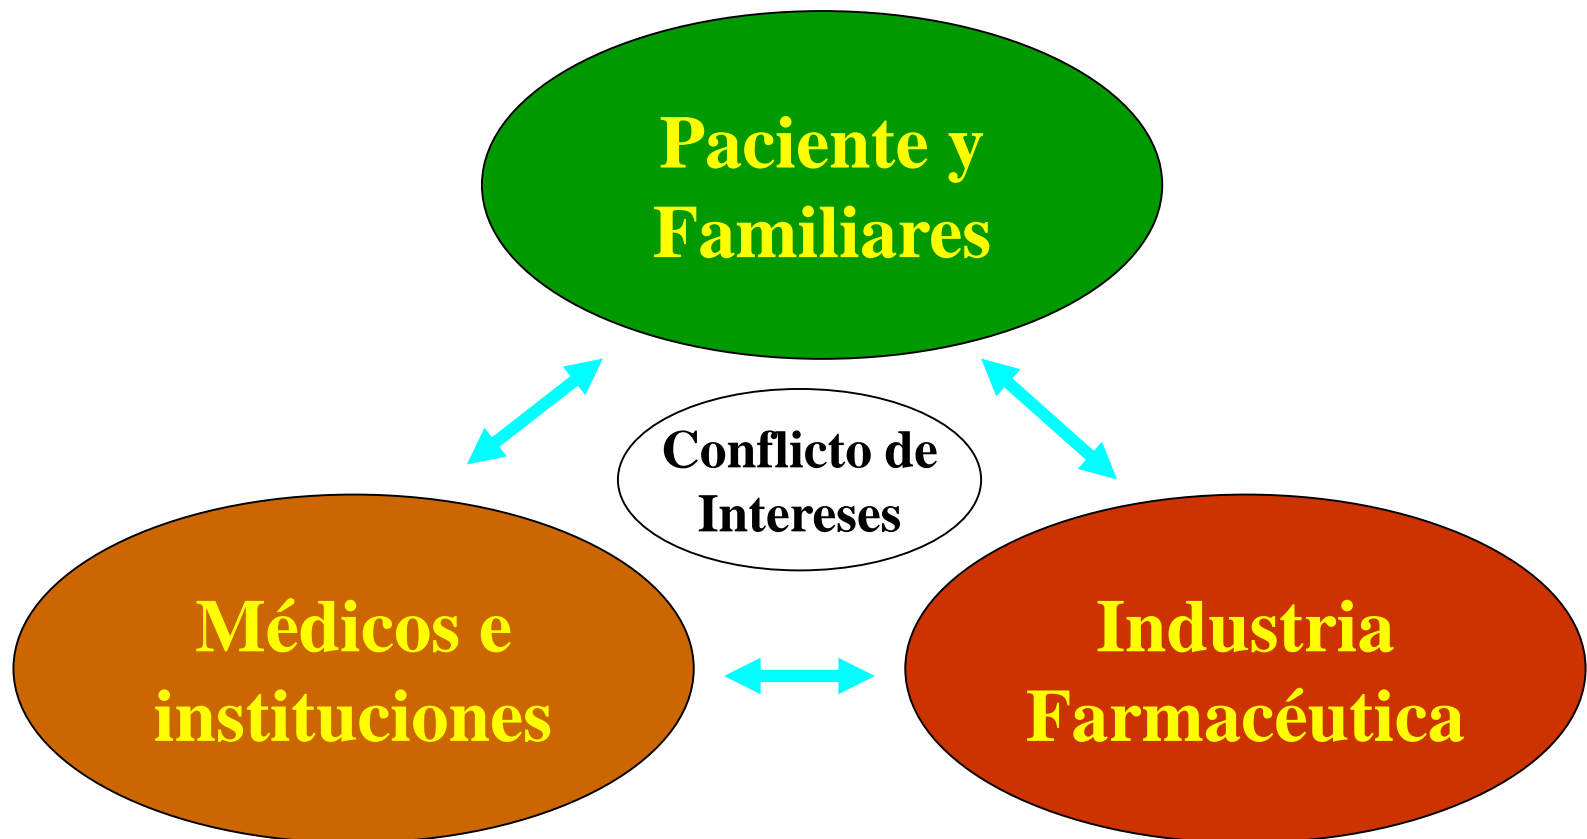 Paciente y
Familiares
Conflicto de
Intereses
Médicos e
instituciones
Industria
Farmacéutica